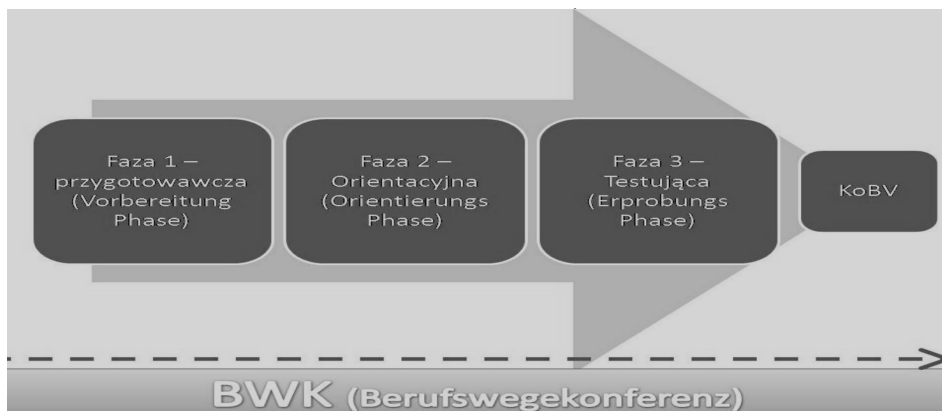 Faza 1 –
przygotowawcza
(Vorbereitung
Phase)
Faza 2 –
Orientacyjna
(Orientierungs
Phase)
Faza 3 –
Testująca
(Erprobungs
Phase)
KoBV
BWK (Berufswegekonferenz)